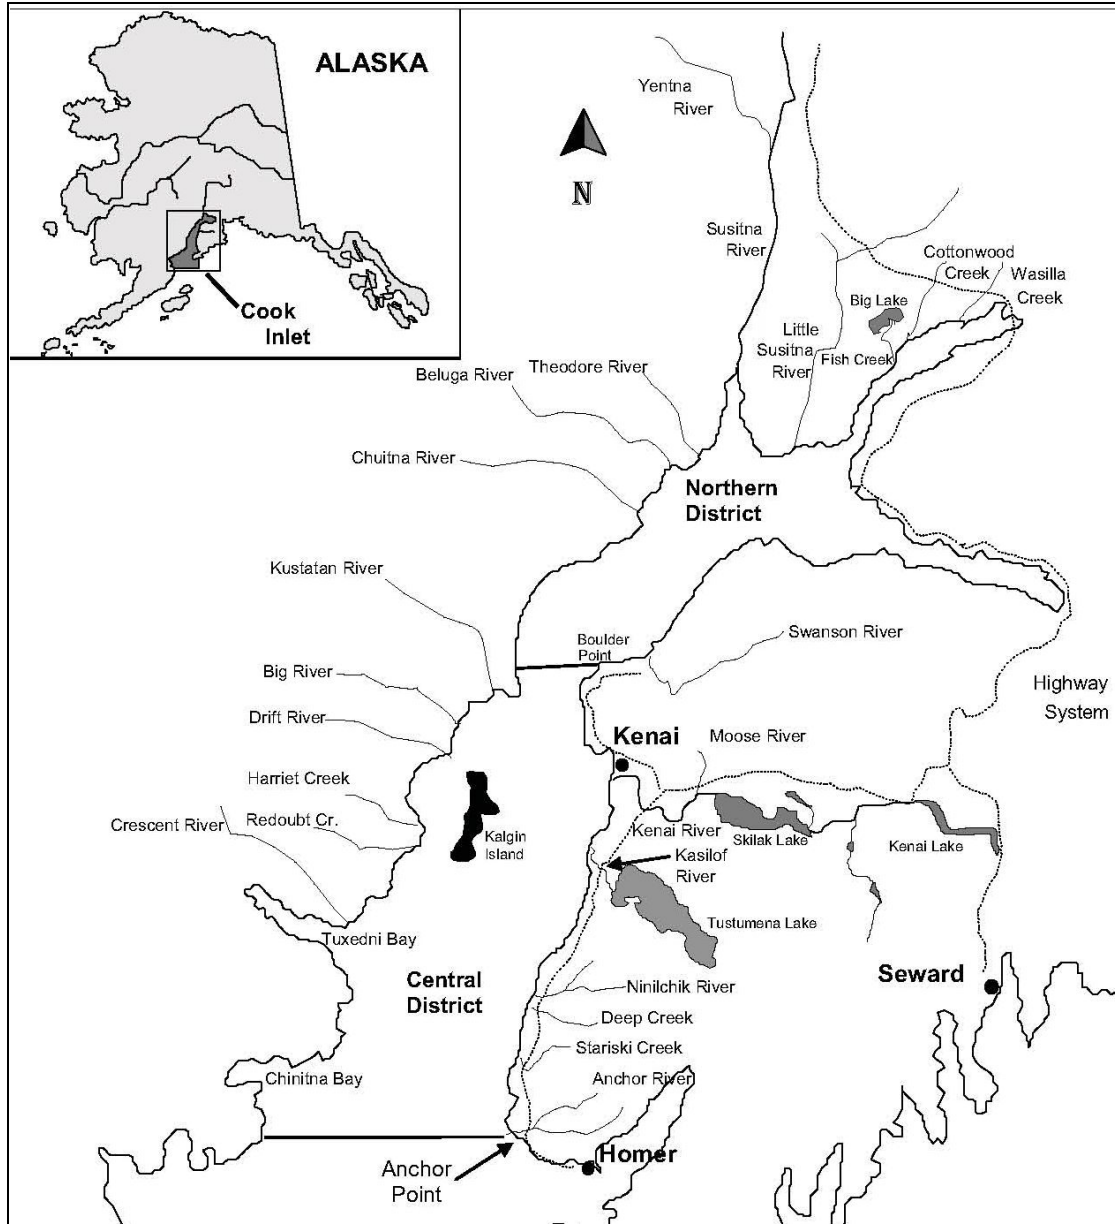 ALASKA
Cook
Inlet
N
Yentna
River
Susitna
River
Cottonwood
Creek
Wasilla
Creek
Big Lake
Little
Susitna
River
Fish Creek
Theodore River
Beluga River
Chuitna River
Northern
District
Kustatan River
Boulder
Point
Swanson River
Big River
Highway
System
Drift River
Kenai
Moose River
Harriet Creek
Redoubt Cr.
Crescent River
Kalgin
Island
Kenai River
Skilak Lake
Kenai Lake
Kasilof
River
Tustumena Lake
Tuxedni Bay
Central
District
Seward
Ninilchik River
Deep Creek
Stariski Creek
Chinitna Bay
Anchor River
Homer
Anchor
Point